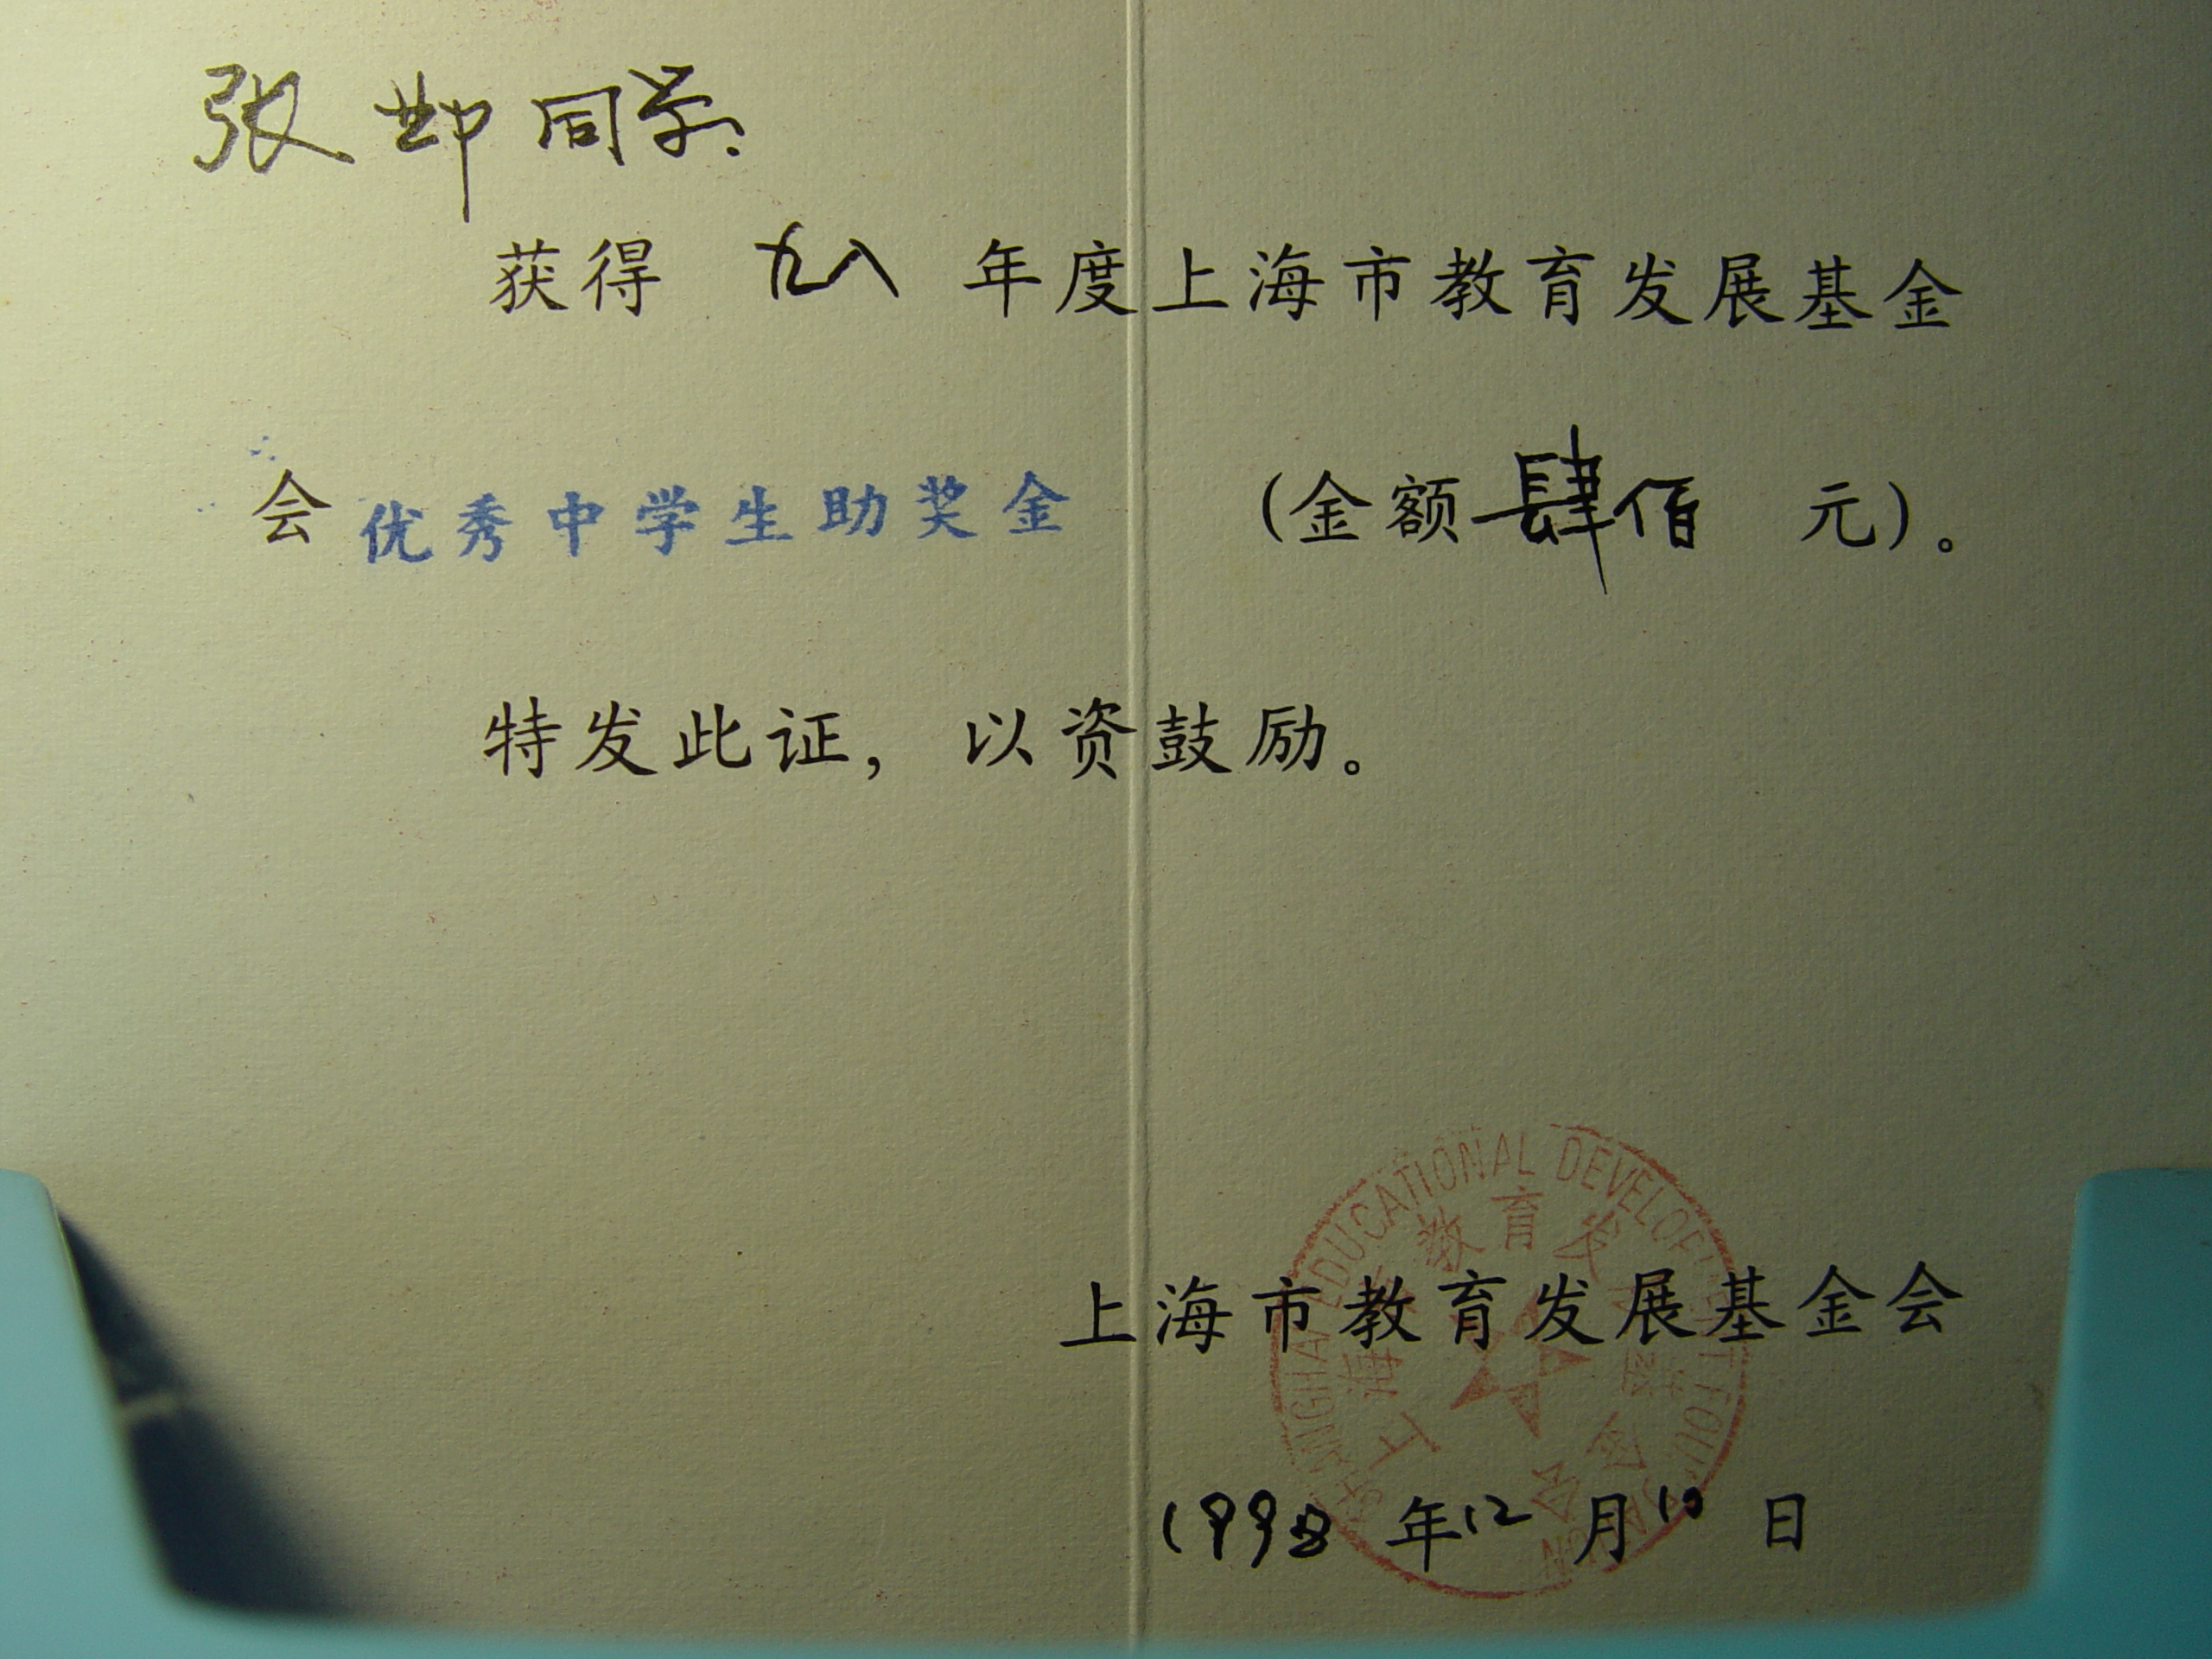 张邯同学.
获得 九八 年度上海市教育发展基金
会优秀中学生助奖金 (金额肆佰 元)。
特发此证，以资鼓励。
上海市教育发展基金会
1998 年12 月10 日
SHANGHAI EDUCATIONAL DEVELOPMENT FOUNDATION
上海市教育发展基金会